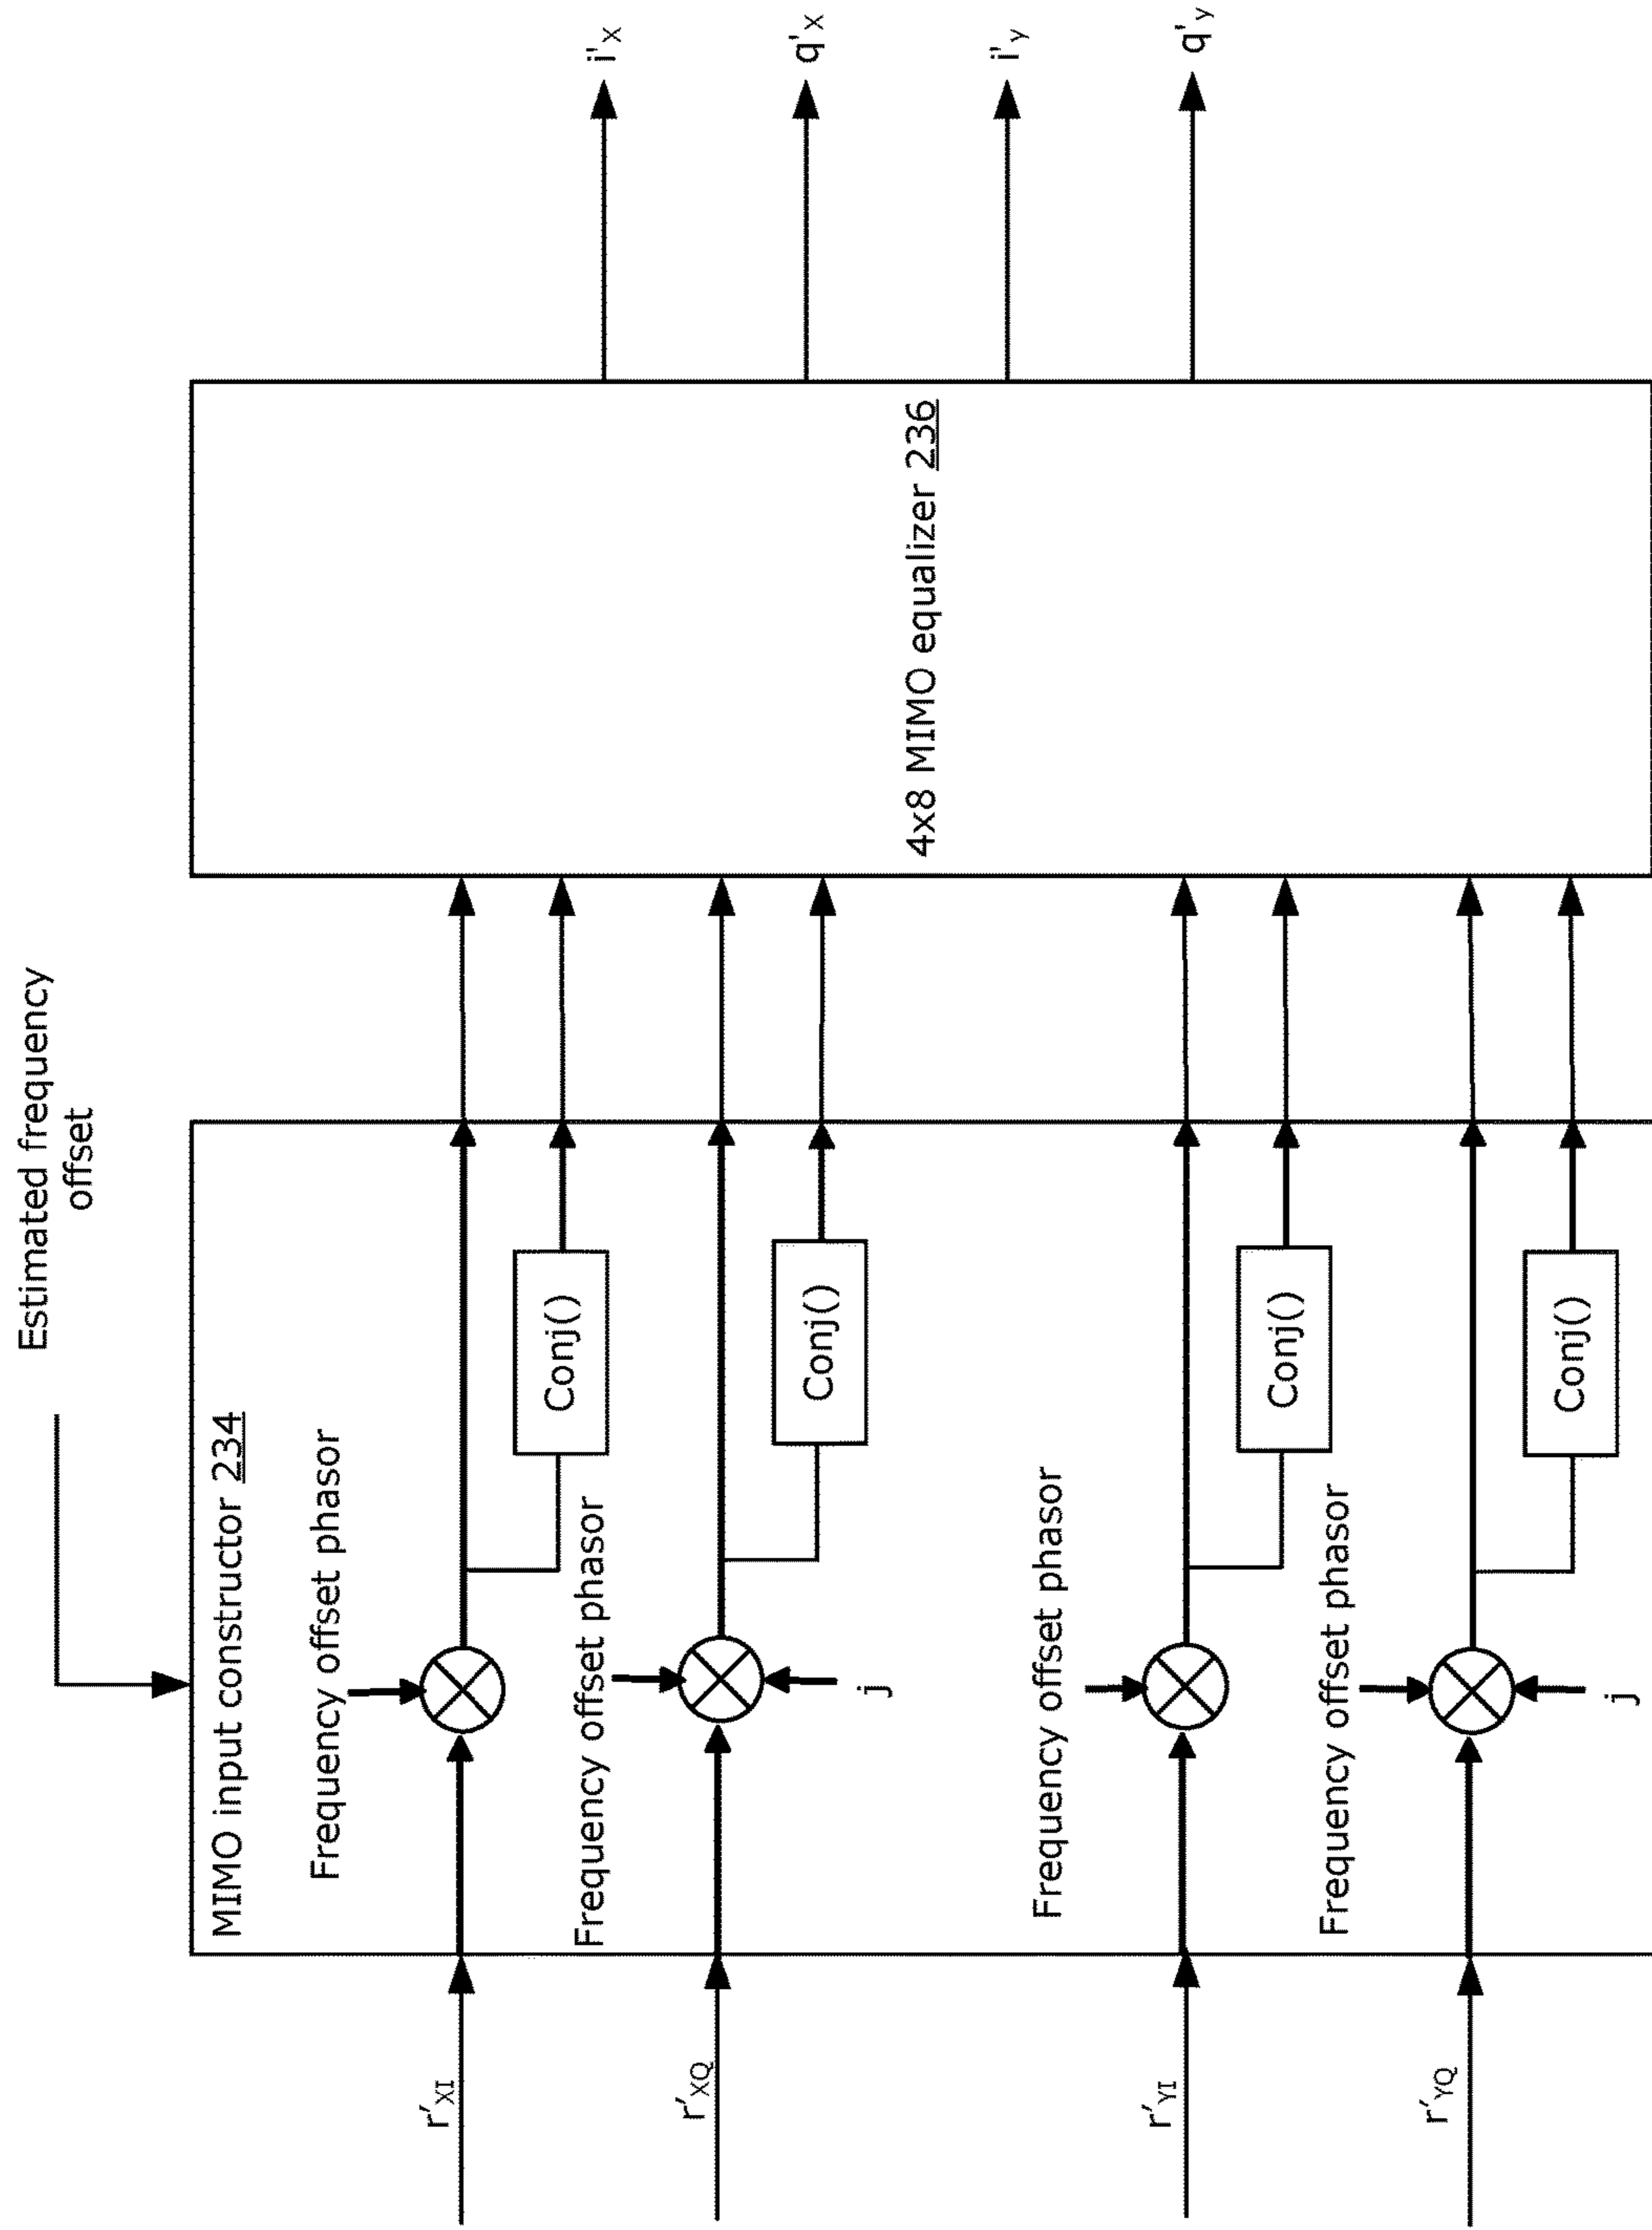 Estimated frequency
offset
MIMO input constructor 234
4x8 MIMO equalizer 236
r'XI
Frequency offset phasor
Conj()
i'X
r'XQ
Frequency offset phasor
j
Conj()
q'X
r'YI
Frequency offset phasor
Conj()
i'y
r'YQ
Frequency offset phasor
j
Conj()
q'y